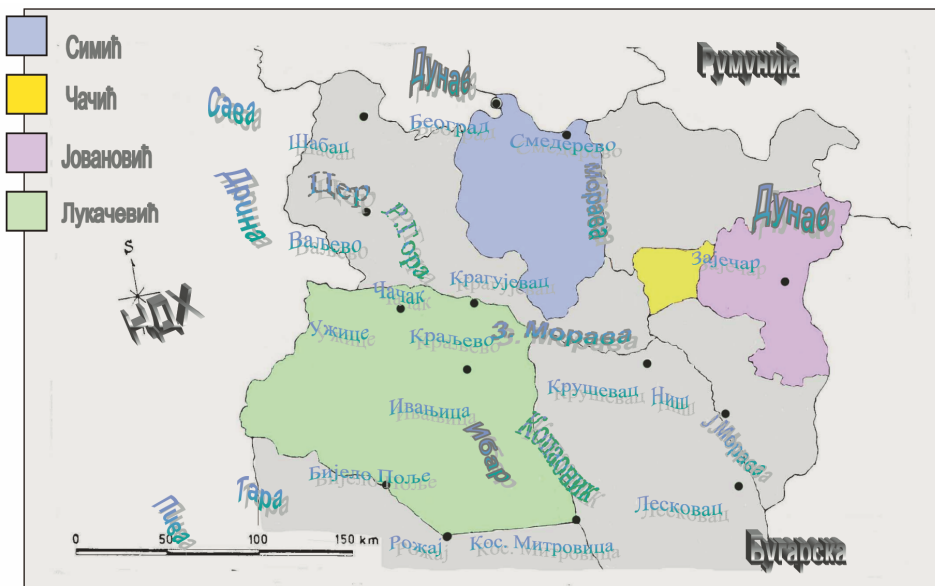 Симић
Чачић
Јовановић
Лукачевић
Дунав
Румунија
Сава
Београд
Шабац
Смедерево
Дрина
Цер
Морава
Дунав
Р.Гора
Ваљево
Зајечар
S
Крагујевац
Чачак
Ужице
Краљево
З. Морава
Крушевац
Ниш
Ивањица
Ибар
Копаоник
Ј.Морава
Бијело Поље
Тара
Лесковац
Пива
0 50 100 150 km
Рожај
Кос. Митровица
Бугарска